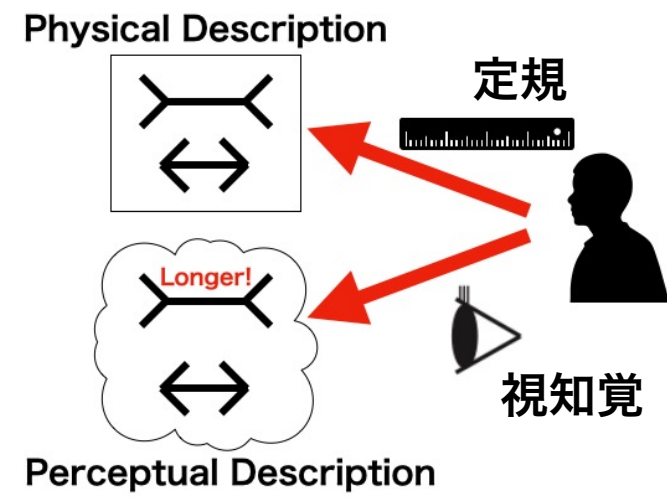 Physical Description
定規
Longer!
視知覚
Perceptual Description